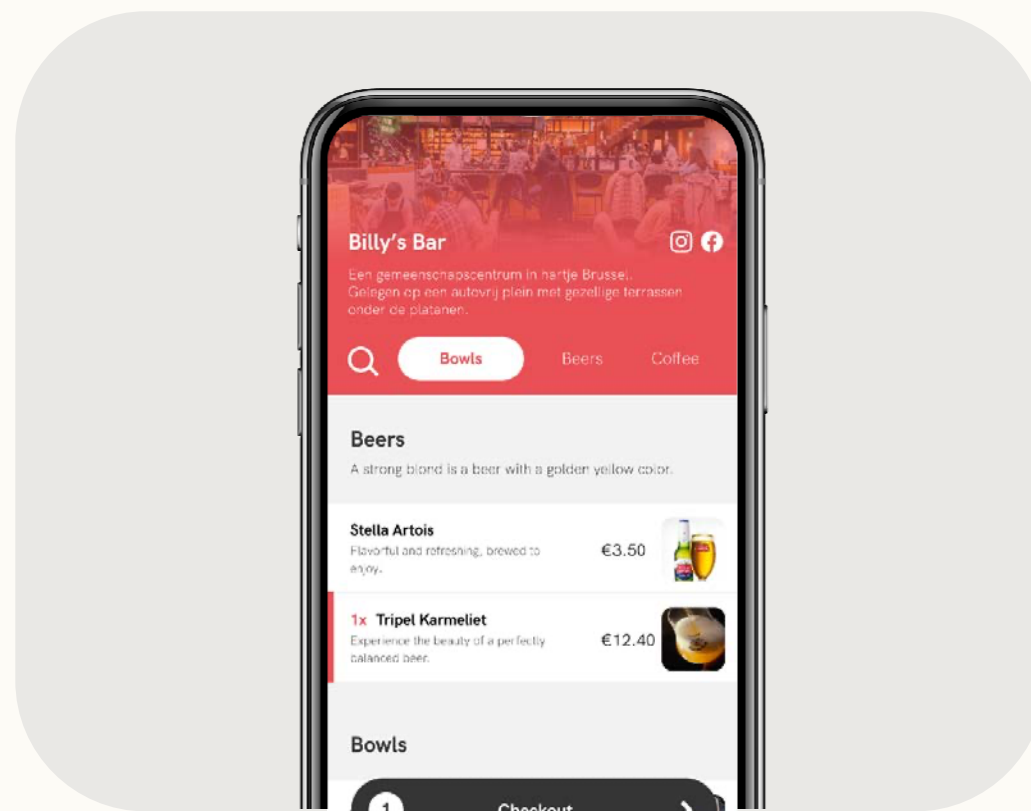 Billy's Bar
Een gemeenschapscentrum in hartje Brussel.
Gelegen op een autovrij plein met gezellige terrassen
onder de platanen.
Bowls Beers Coffee
Beers
A strong blond is a beer with a golden yellow color.
Stella Artois
Flavorful and refreshing, brewed to
enjoy.
€3.50
1x Tripel Karmeliet
Experience the beauty of a perfectly
balanced beer.
€12.40
Bowls
1 Checkout